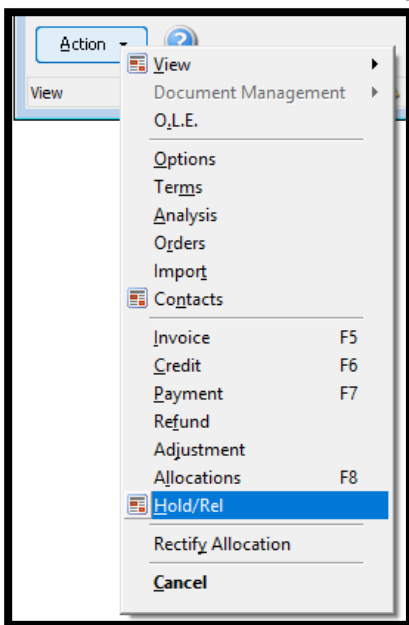 Action
View
View
Document Management
O.L.E.
Options
Terms
Analysis
Orders
Import
Contacts
Invoice F5
Credit F6
Payment F7
Refund
Adjustment
Allocations F8
Hold/Rel
Rectify Allocation
Cancel